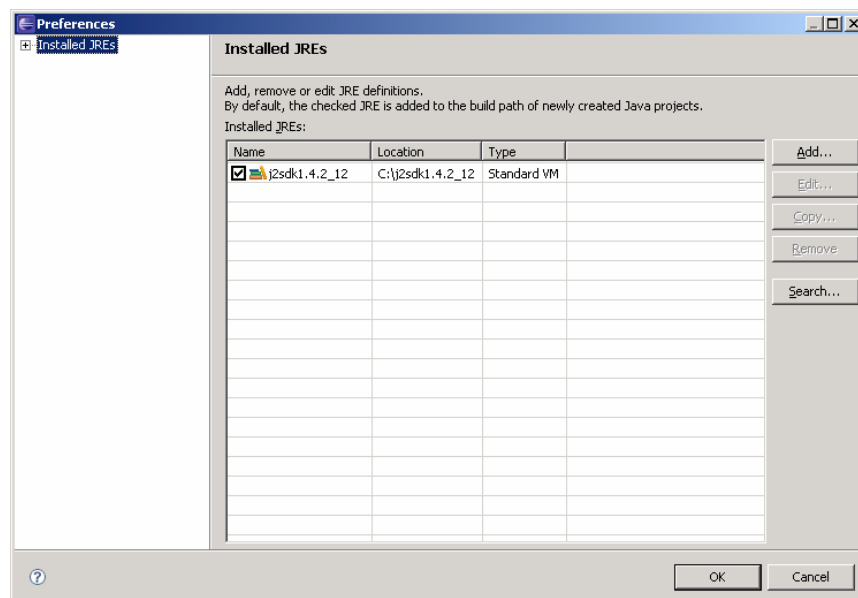 Preferences
Installed JREs
Installed JREs
Add, remove or edit JRE definitions.
By default, the checked JRE is added to the build path of newly created Java projects.
Installed JREs:
Name Location Type
j2sdk1.4.2_12 C:\j2sdk1.4.2_12 Standard VM
Add...
Edit...
Copy...
Remove
Search...
OK Cancel